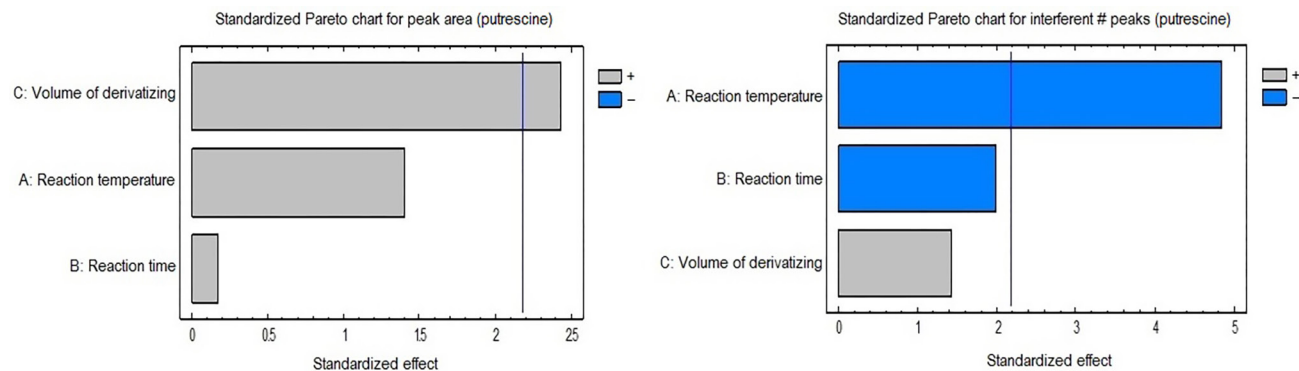 Standardized Pareto chart for peak area (putrescine)
C: Volume of derivatizing
A: Reaction temperature
B: Reaction time
0 0.5 1 1.5 2 25
Standardized effect
+
–
Standardized Pareto chart for interferent # peaks (putrescine)
A: Reaction temperature
B: Reaction time
C: Volume of derivatizing
0 1 2 3 4 5
Standardized effect
+
–